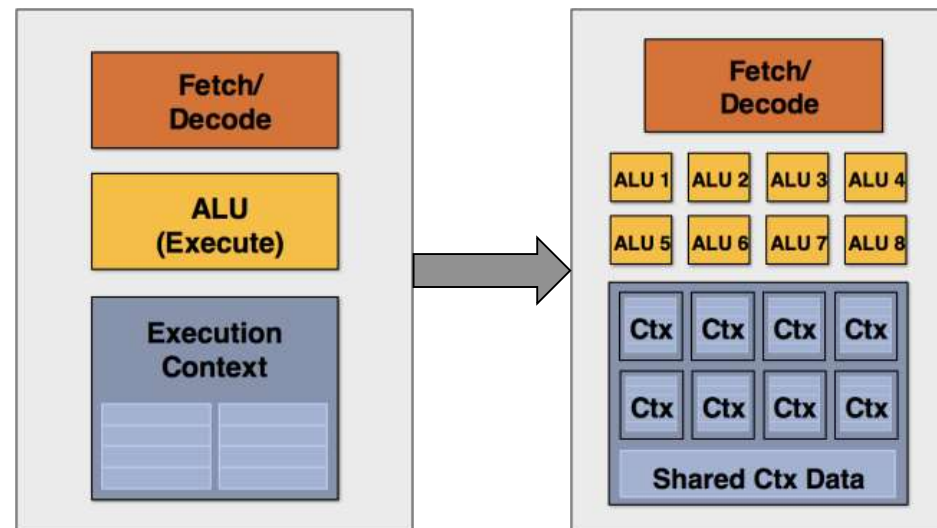 Fetch/
Decode
ALU
(Execute)
Execution
Context
Fetch/
Decode
ALU 1 ALU 2 ALU 3 ALU 4
ALU 5 ALU 6 ALU 7 ALU 8
Ctx Ctx Ctx Ctx
Ctx Ctx Ctx Ctx
Shared Ctx Data